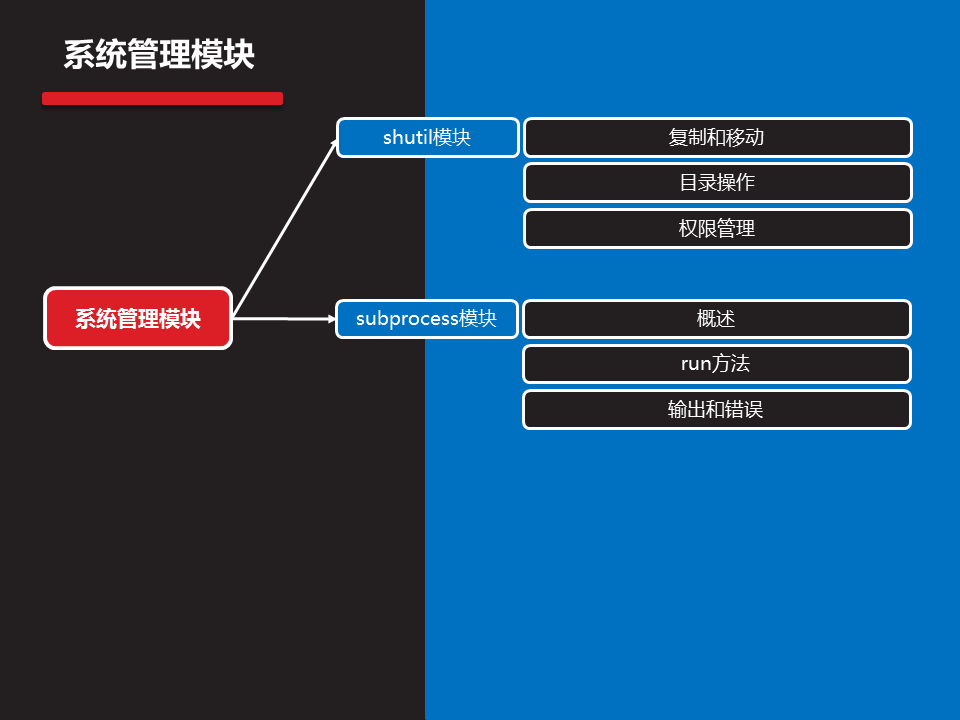 系统管理模块
shutil模块
复制和移动
目录操作
权限管理
系统管理模块
subprocess模块
概述
run方法
输出和错误